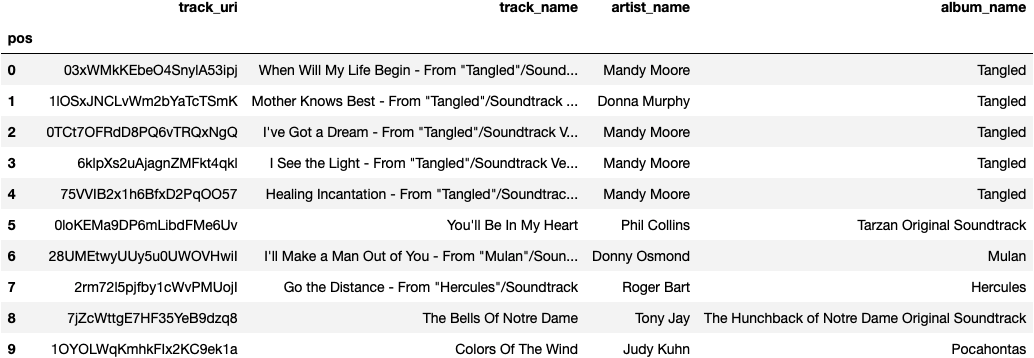 track_uri track_name artist_name album_name
pos
0 03xWMkKEbeO4SnylA53ipj When Will My Life Begin - From "Tangled"/Sound... Mandy Moore Tangled
1 1lOSxJNCLvWm2bYaTcTSmK Mother Knows Best - From "Tangled"/Soundtrack ... Donna Murphy Tangled
2 0TCt7OFRdD8PQ6vTRQxNgQ I've Got a Dream - From "Tangled"/Soundtrack V... Mandy Moore Tangled
3 6klpXs2uAjagnZMFkt4qkl I See the Light - From "Tangled"/Soundtrack Ve... Mandy Moore Tangled
4 75VVIB2x1h6BfxD2PqOO57 Healing Incantation - From "Tangled"/Soundtrac... Mandy Moore Tangled
5 0loKEMa9DP6mLibdFMe6Uv You'll Be In My Heart Phil Collins Tarzan Original Soundtrack
6 28UMEtwyUUy5u0UWOVHwiI I'll Make a Man Out of You - From "Mulan"/Soun... Donny Osmond Mulan
7 2rm72l5pjfby1cWvPMUojl Go the Distance - From "Hercules"/Soundtrack Roger Bart Hercules
8 7jZcWttgE7HF35YeB9dzq8 The Bells Of Notre Dame Tony Jay The Hunchback of Notre Dame Original Soundtrack
9 1OYOLWqKmhkFIx2KC9ek1a Colors Of The Wind Judy Kuhn Pocahontas